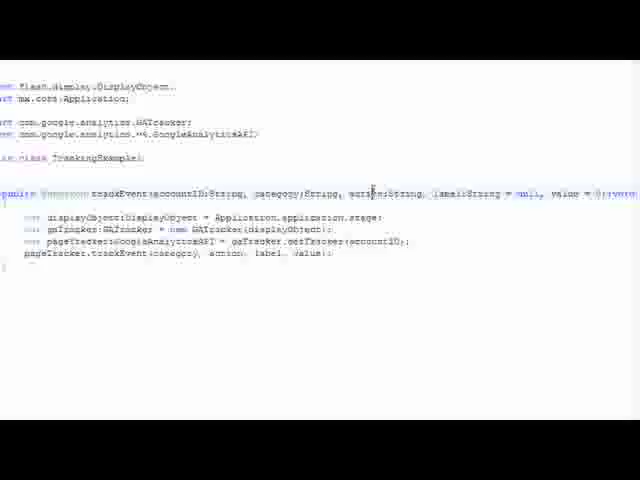 flash.display.DisplayObject;
mx.core.Application;
com.google.analytics.GATracker;
com.google.analytics.v4.GoogleAnalyticsAPI;
class TrackingExample{
public function trackEvent(accountID:String, category:String, action:String, label:String = null, value = 0):void
{
var displayObject:DisplayObject = Application.application.stage;
var gaTracker:GATracker = new GATracker(displayObject);
var pageTracker:GoogleAnalyticsAPI = gaTracker.getTracker(accountID);
pageTracker.trackEvent(category, action, label, value);
}